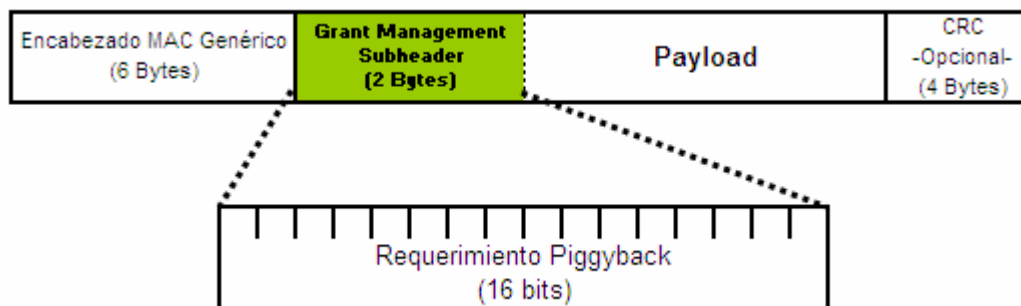 Encabezado MAC Genérico
(6 Bytes)
Grant Management
Subheader
(2 Bytes)
Payload
CRC
-Opcional-
(4 Bytes)
Requerimiento Piggyback
(16 bits)